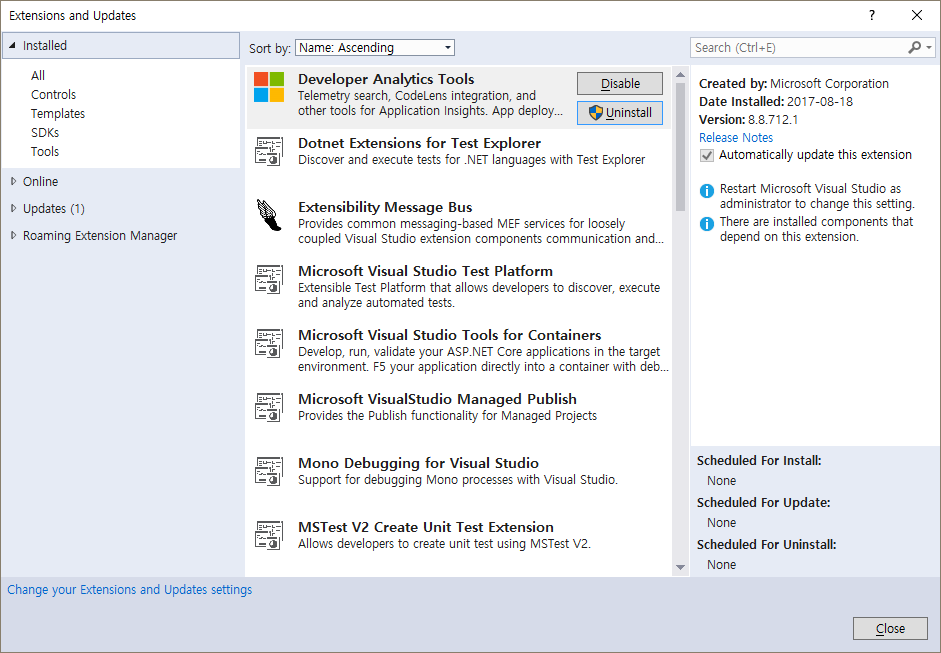 Extensions and Updates
?
Installed
All
Controls
Templates
SDKs
Tools
Online
Updates (1)
Roaming Extension Manager
Sort by: Name: Ascending
Developer Analytics Tools
Telemetry search, CodeLens integration, and
other tools for Application Insights. App deploy...
Disable
Uninstall
Dotnet Extensions for Test Explorer
Discover and execute tests for .NET languages with Test Explorer
Extensibility Message Bus
Provides common messaging-based MEF services for loosely
coupled Visual Studio extension components communication and...
Microsoft Visual Studio Test Platform
Extensible Test Platform that allows developers to discover, execute
and analyze automated tests.
Microsoft Visual Studio Tools for Containers
Develop, run, validate your ASP.NET Core applications in the target
environment. F5 your application directly into a container with deb...
Microsoft VisualStudio Managed Publish
Provides the Publish functionality for Managed Projects
Mono Debugging for Visual Studio
Support for debugging Mono processes with Visual Studio.
MSTest V2 Create Unit Test Extension
Allows developers to create unit test using MSTest V2.
Search (Ctrl+E)
Created by: Microsoft Corporation
Date Installed: 2017-08-18
Version: 8.8.712.1
Release Notes
Automatically update this extension
Restart Microsoft Visual Studio as
administrator to change this setting.
There are installed components that
depend on this extension.
Scheduled For Install:
None
Scheduled For Update:
None
Scheduled For Uninstall:
None
Change your Extensions and Updates settings
Close